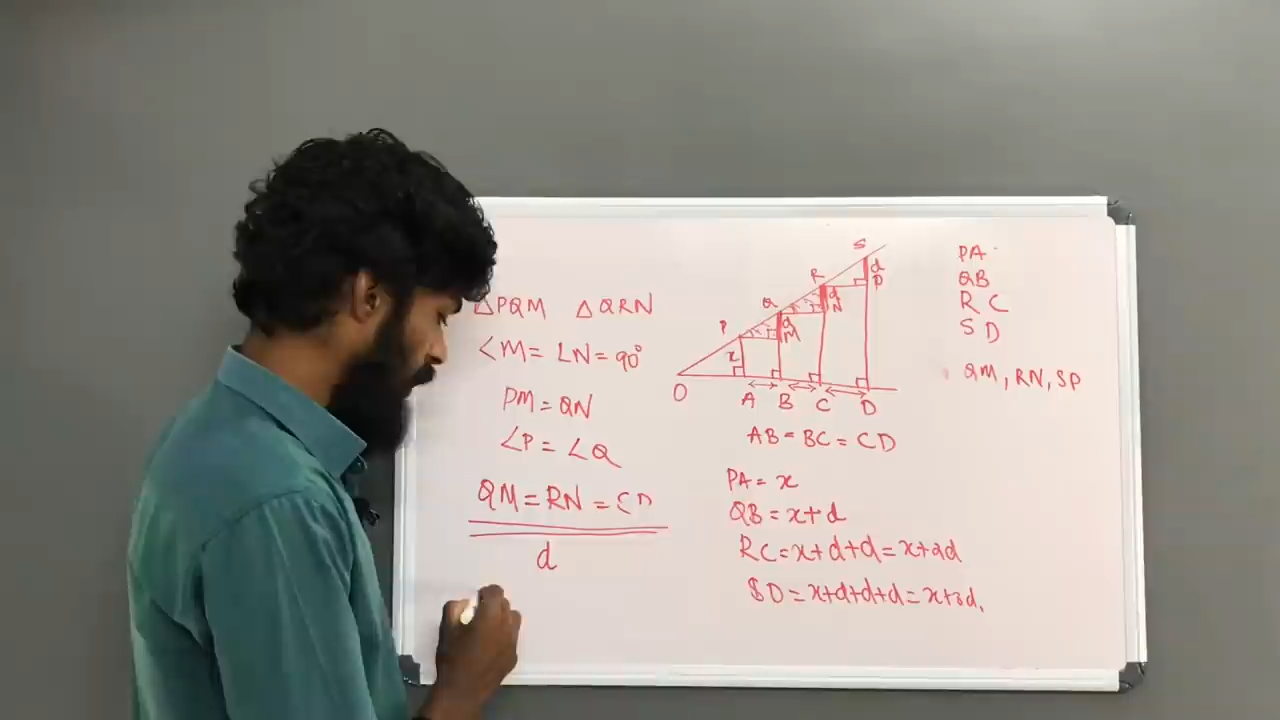 △PQM △QRN
∠M = ∠N = 90°
PM = QN
∠P = ∠Q
QM = RN = CD
d
S
d
P
R
d
N
Q
d
M
P
x
O
A B C D
AB = BC = CD
PA = x
QB = x+d
RC = x+d+d = x+2d
SD = x+d+d+d = x+3d,
PA
QB
RC
SD
QM, RN, SP